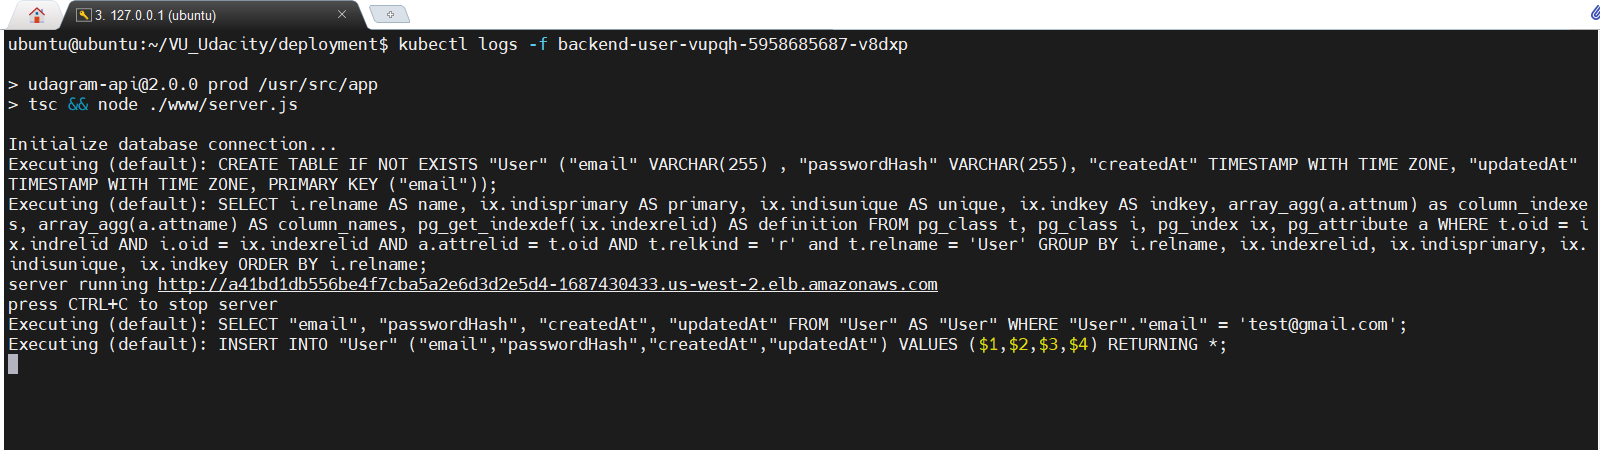 3. 127.0.0.1 (ubuntu)
ubuntu@ubuntu:~/VU_Udacity/deployment$ kubectl logs -f backend-user-vupqh-5958685687-v8dxp
> udagram-api@2.0.0 prod /usr/src/app
> tsc && node ./www/server.js
Initialize database connection...
Executing (default): CREATE TABLE IF NOT EXISTS "User" ("email" VARCHAR(255) , "passwordHash" VARCHAR(255), "createdAt" TIMESTAMP WITH TIME ZONE, "updatedAt"
TIMESTAMP WITH TIME ZONE, PRIMARY KEY ("email"));
Executing (default): SELECT i.relname AS name, ix.indisprimary AS primary, ix.indisunique AS unique, ix.indkey AS indkey, array_agg(a.attnum) as column_indexe
s, array_agg(a.attname) AS column_names, pg_get_indexdef(ix.indexrelid) AS definition FROM pg_class t, pg_class i, pg_index ix, pg_attribute a WHERE t.oid = i
x.indrelid AND i.oid = ix.indexrelid AND a.attrelid = t.oid AND t.relkind = 'r' and t.relname = 'User' GROUP BY i.relname, ix.indexrelid, ix.indisprimary, ix.
indisunique, ix.indkey ORDER BY i.relname;
server running http://a41bd1db556be4f7cba5a2e6d3d2e5d4-1687430433.us-west-2.elb.amazonaws.com
press CTRL+C to stop server
Executing (default): SELECT "email", "passwordHash", "createdAt", "updatedAt" FROM "User" AS "User" WHERE "User"."email" = 'test@gmail.com';
Executing (default): INSERT INTO "User" ("email","passwordHash","createdAt","updatedAt") VALUES ($1,$2,$3,$4) RETURNING *;